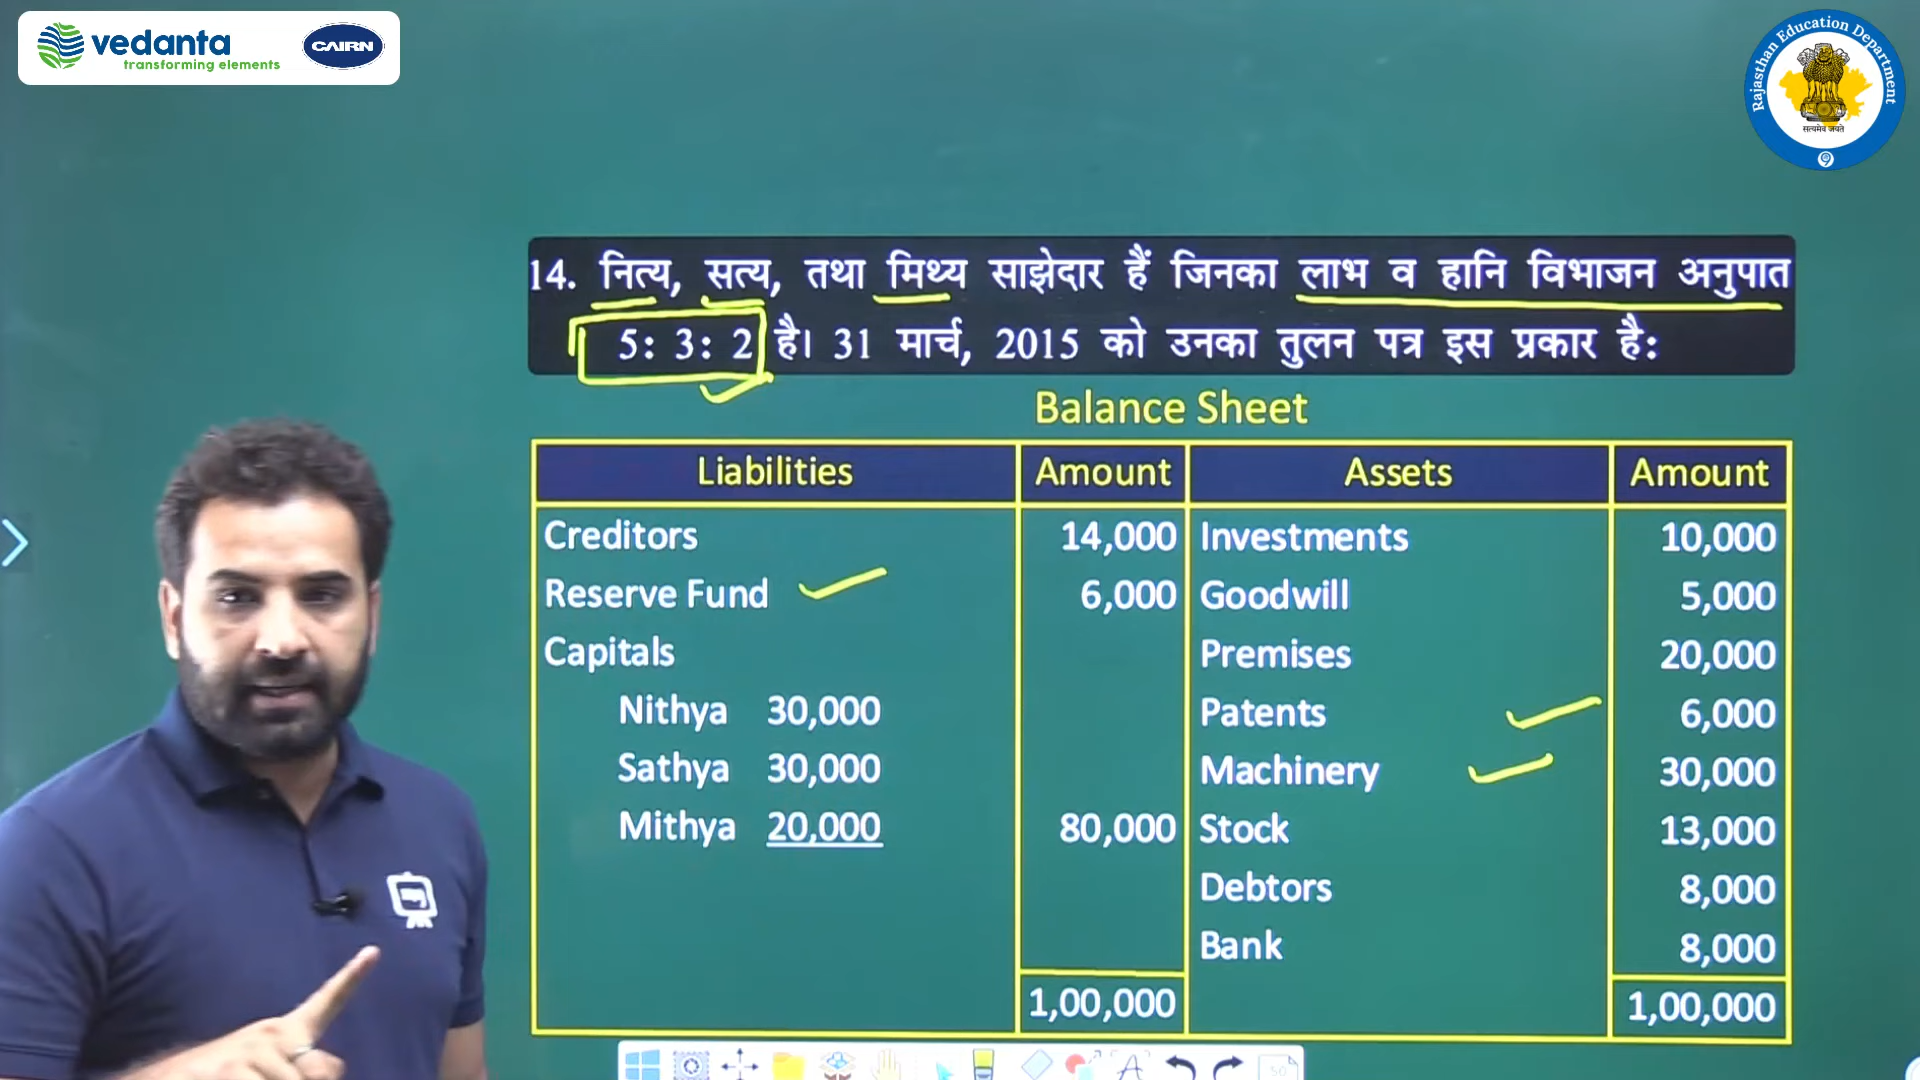 vedanta
transforming elements
CAIRN
Rajasthan Education Department
सत्यमेव जयते
14. नित्य, सत्य, तथा मिथ्य साझेदार हैं जिनका लाभ व हानि विभाजन अनुपात
5: 3: 2 है। 31 मार्च, 2015 को उनका तुलन पत्र इस प्रकार है:
Balance Sheet
Liabilities Amount Assets Amount
Creditors 14,000 Investments 10,000
Reserve Fund 6,000 Goodwill 5,000
Capitals Premises 20,000
Nithya 30,000 Patents 6,000
Sathya 30,000 Machinery 30,000
Mithya 20,000 80,000 Stock 13,000
Debtors 8,000
Bank 8,000
1,00,000 1,00,000
50